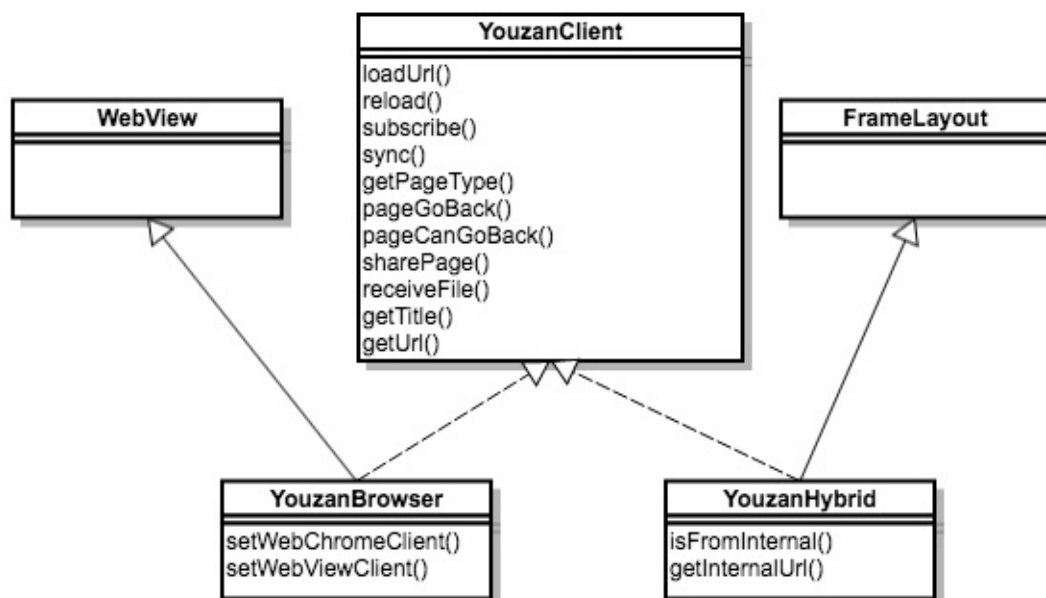 YouzanClient
loadUrl()
reload()
subscribe()
sync()
getPageType()
pageGoBack()
pageCanGoBack()
sharePage()
receiveFile()
getTitle()
getUrl()
WebView
FrameLayout
YouzanBrowser
setWebChromeClient()
setWebViewClient()
YouzanHybrid
isFromInternal()
getInternalUrl()